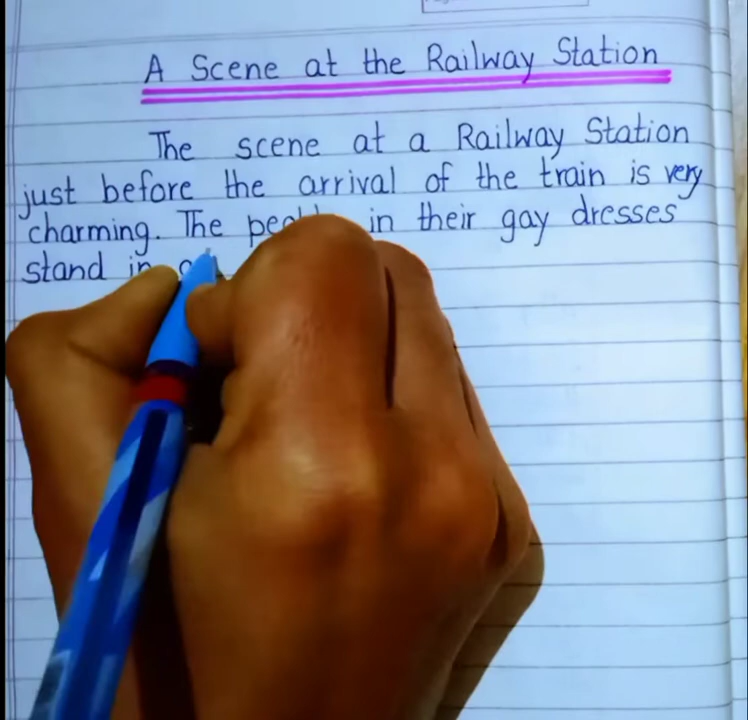 A Scene at the Railway Station
The scene at a Railway Station
just before the arrival of the train is very
charming. The in their gay dresses
stand in